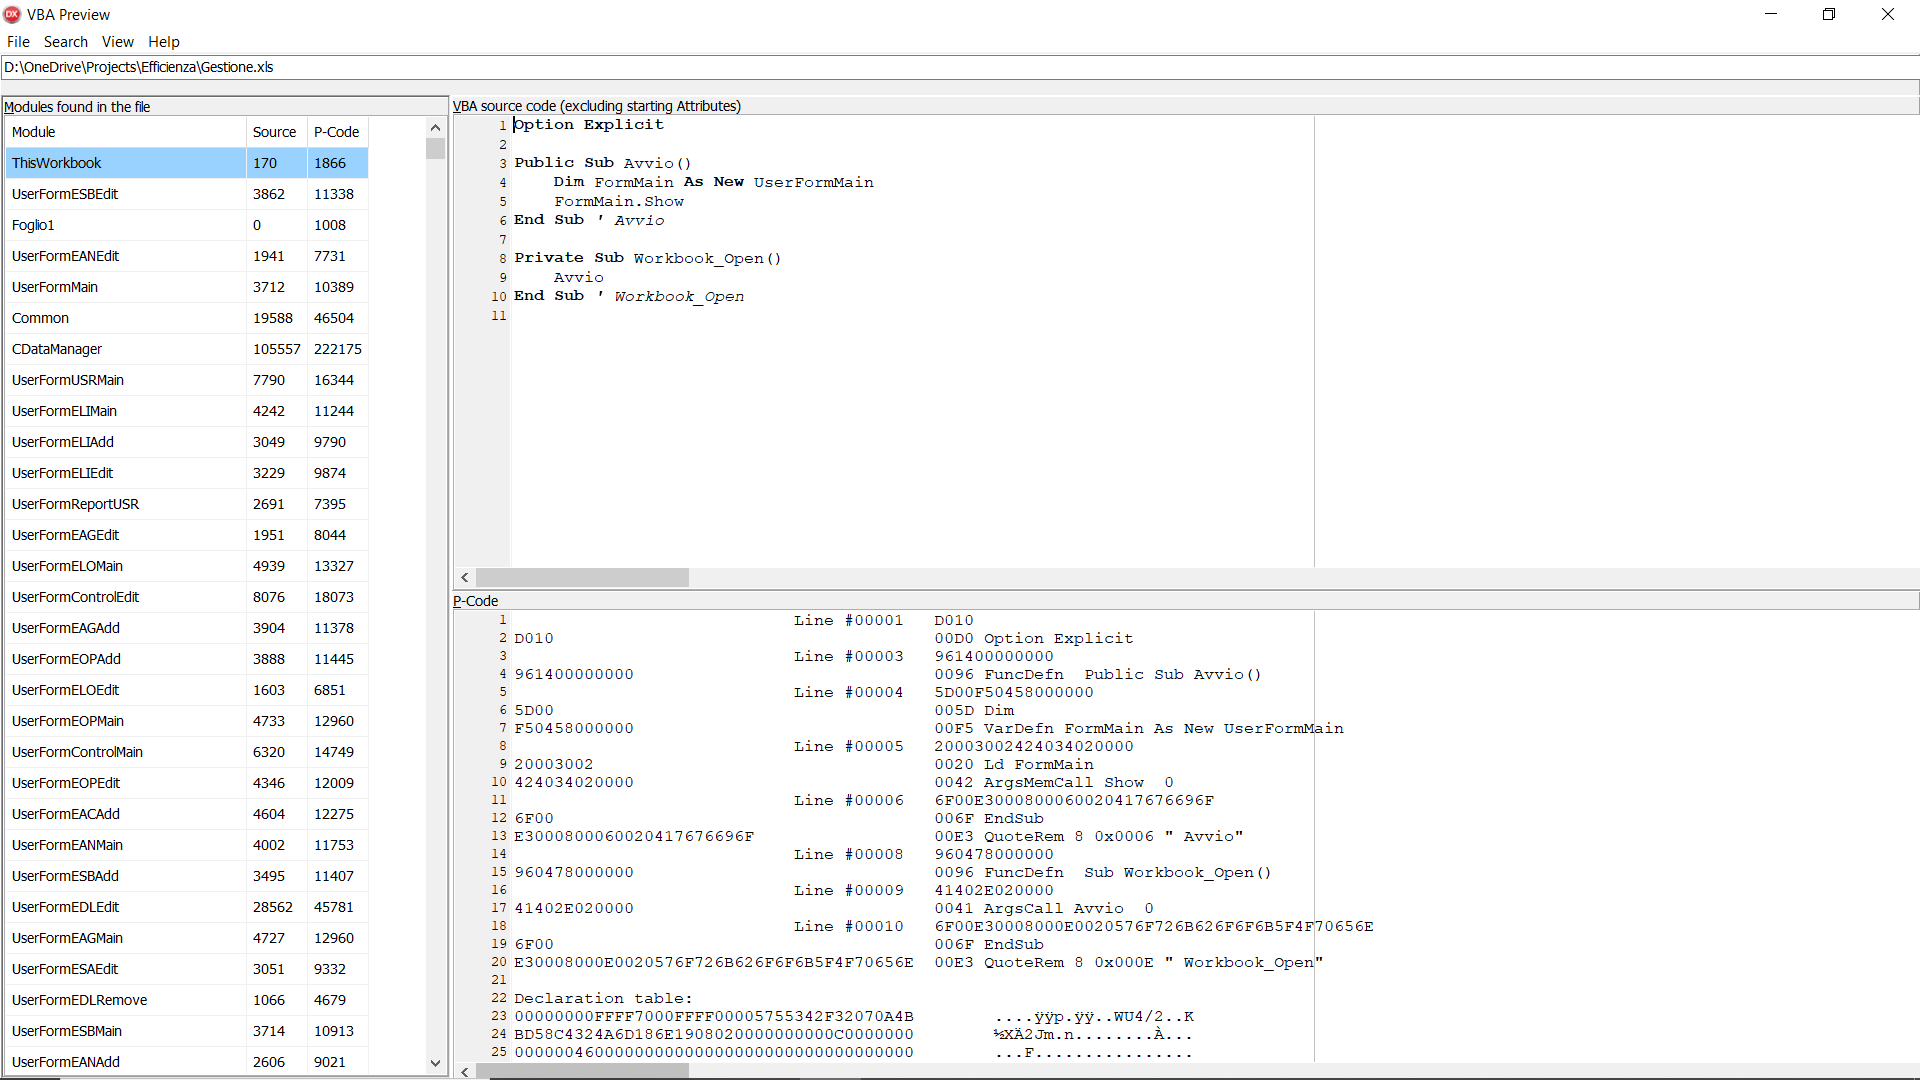 VBA Preview
File Search View Help
D:\OneDrive\Projects\Efficienza\Gestione.xls
Modules found in the file
Module Source P-Code
ThisWorkbook 170 1866
UserFormESBEdit 3862 11338
Foglio1 0 1008
UserFormEANEdit 1941 7731
UserFormMain 3712 10389
Common 19588 46504
CDataManager 105557 222175
UserFormUSRMain 7790 16344
UserFormELIMain 4242 11244
UserFormELIAdd 3049 9790
UserFormELIEdit 3229 9874
UserFormReportUSR 2691 7395
UserFormEAGEdit 1951 8044
UserFormELOMain 4939 13327
UserFormControlEdit 8076 18073
UserFormEAGAdd 3904 11378
UserFormEOPAdd 3888 11445
UserFormELOEdit 1603 6851
UserFormEOPMain 4733 12960
UserFormControlMain 6320 14749
UserFormEOPEdit 4346 12009
UserFormEACAdd 4604 12275
UserFormEANMain 4002 11753
UserFormESBAdd 3495 11407
UserFormEDLEdit 28562 45781
UserFormEAGMain 4727 12960
UserFormESAEdit 3051 9332
UserFormEDLRemove 1066 4679
UserFormESBMain 3714 10913
UserFormEANAdd 2606 9021
VBA source code (excluding starting Attributes)
1 Option Explicit
2
3 Public Sub Avvio()
4     Dim FormMain As New UserFormMain
5     FormMain.Show
6 End Sub ' Avvio
7
8 Private Sub Workbook_Open()
9     Avvio
10 End Sub ' Workbook_Open
11
P-Code
1 Line #00001 D010
2 D010 00D0 Option Explicit
3 Line #00003 961400000000
4 961400000000 0096 FuncDefn  Public Sub Avvio()
5 Line #00004 5D00F50458000000
6 5D00 005D Dim
7 F50458000000 00F5 VarDefn FormMain As New UserFormMain
8 Line #00005 20003002424034020000
9 20003002 0020 Ld FormMain
10 424034020000 0042 ArgsMemCall Show  0
11 Line #00006 6F00E3000800060020417676696F
12 6F00 006F EndSub
13 E3000800060020417676696F 00E3 QuoteRem 8 0x0006 " Avvio"
14 Line #00008 960478000000
15 960478000000 0096 FuncDefn  Sub Workbook_Open()
16 Line #00009 41402E020000
17 41402E020000 0041 ArgsCall Avvio  0
18 Line #00010 6F00E30008000E0020576F726B626F6F6B5F4F70656E
19 6F00 006F EndSub
20 E30008000E0020576F726B626F6F6B5F4F70656E 00E3 QuoteRem 8 0x000E " Workbook_Open"
21
22 Declaration table:
23 00000000FFFF7000FFFF00005755342F32070A4B ....ÿÿp.ÿÿ..WU4/2..K
24 BD58C4324A6D186E1908020000000000C0000000 ½XÄ2Jm.n........À...
25 0000004600000000000000000000000000000000 ...F................